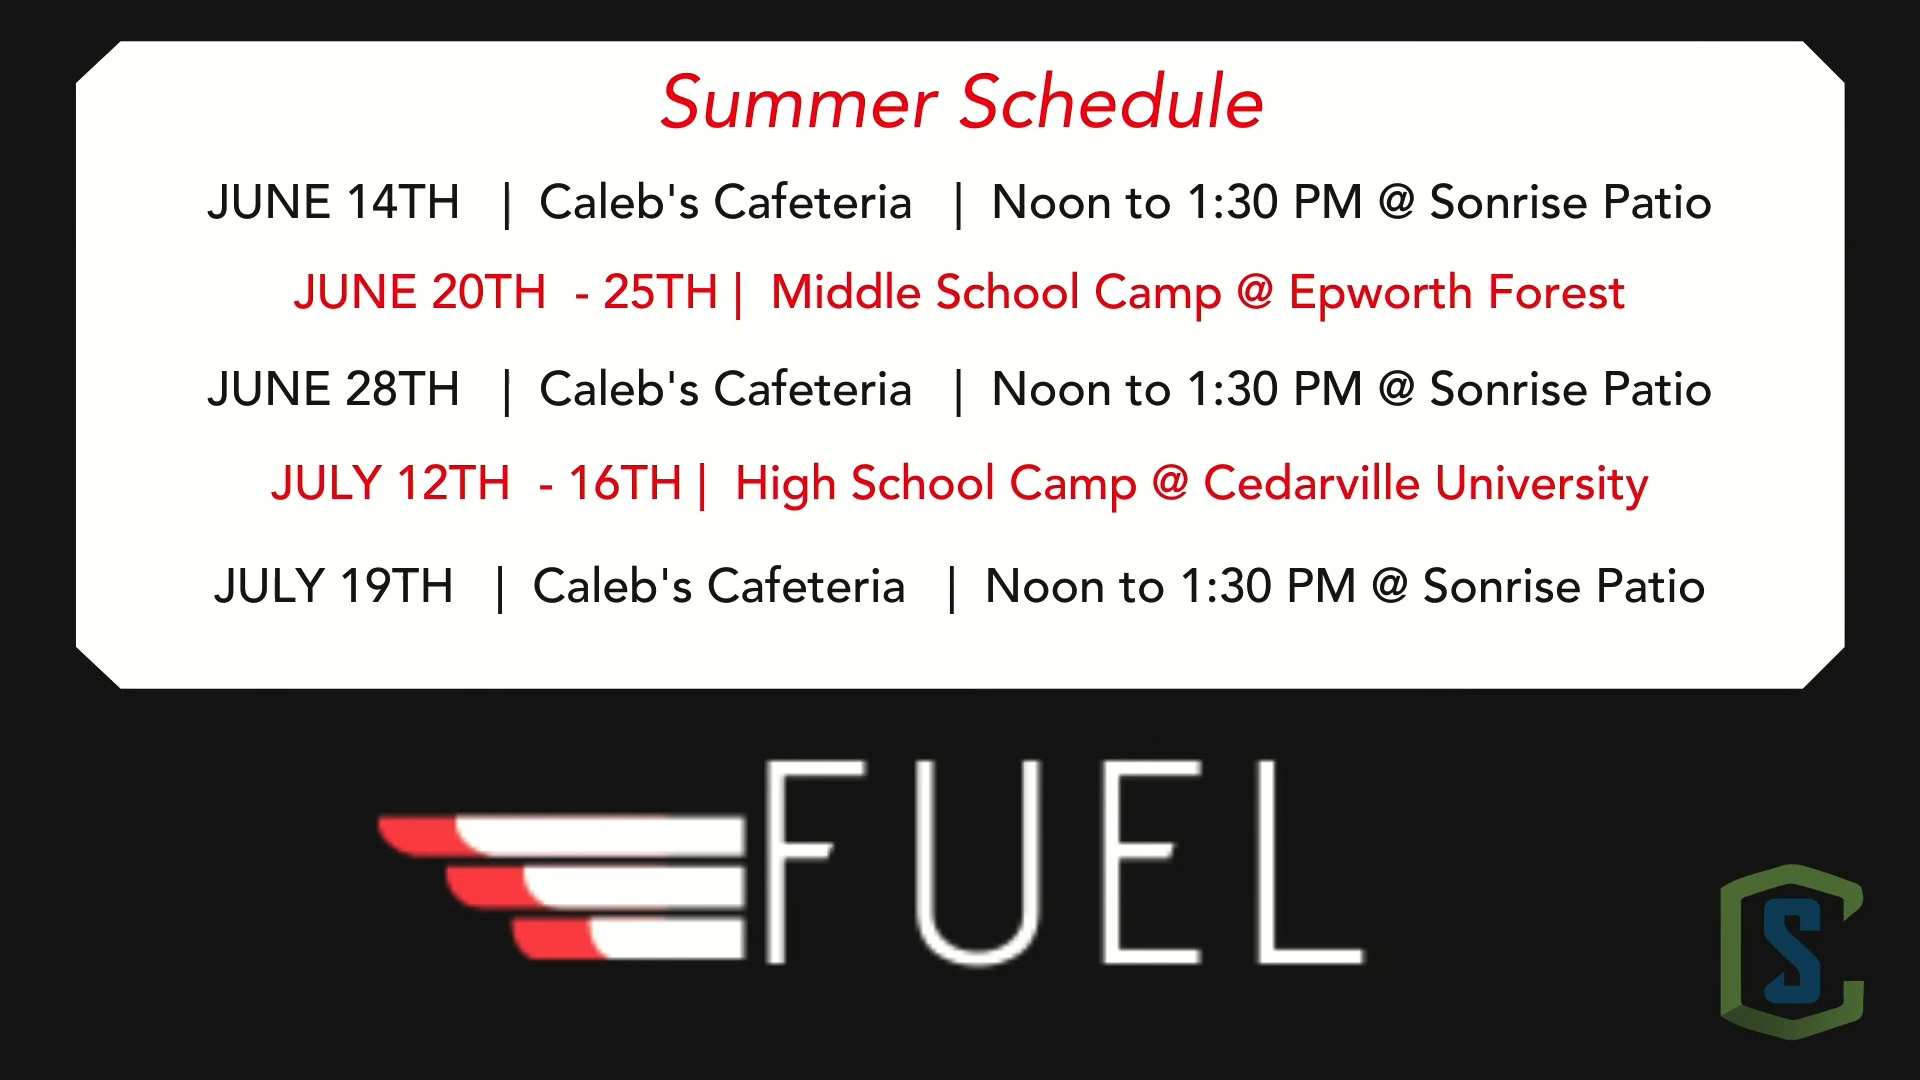 Summer Schedule
JUNE 14TH | Caleb's Cafeteria | Noon to 1:30 PM @ Sonrise Patio
JUNE 20TH - 25TH | Middle School Camp @ Epworth Forest
JUNE 28TH | Caleb's Cafeteria | Noon to 1:30 PM @ Sonrise Patio
JULY 12TH - 16TH | High School Camp @ Cedarville University
JULY 19TH | Caleb's Cafeteria | Noon to 1:30 PM @ Sonrise Patio
FUEL
CS